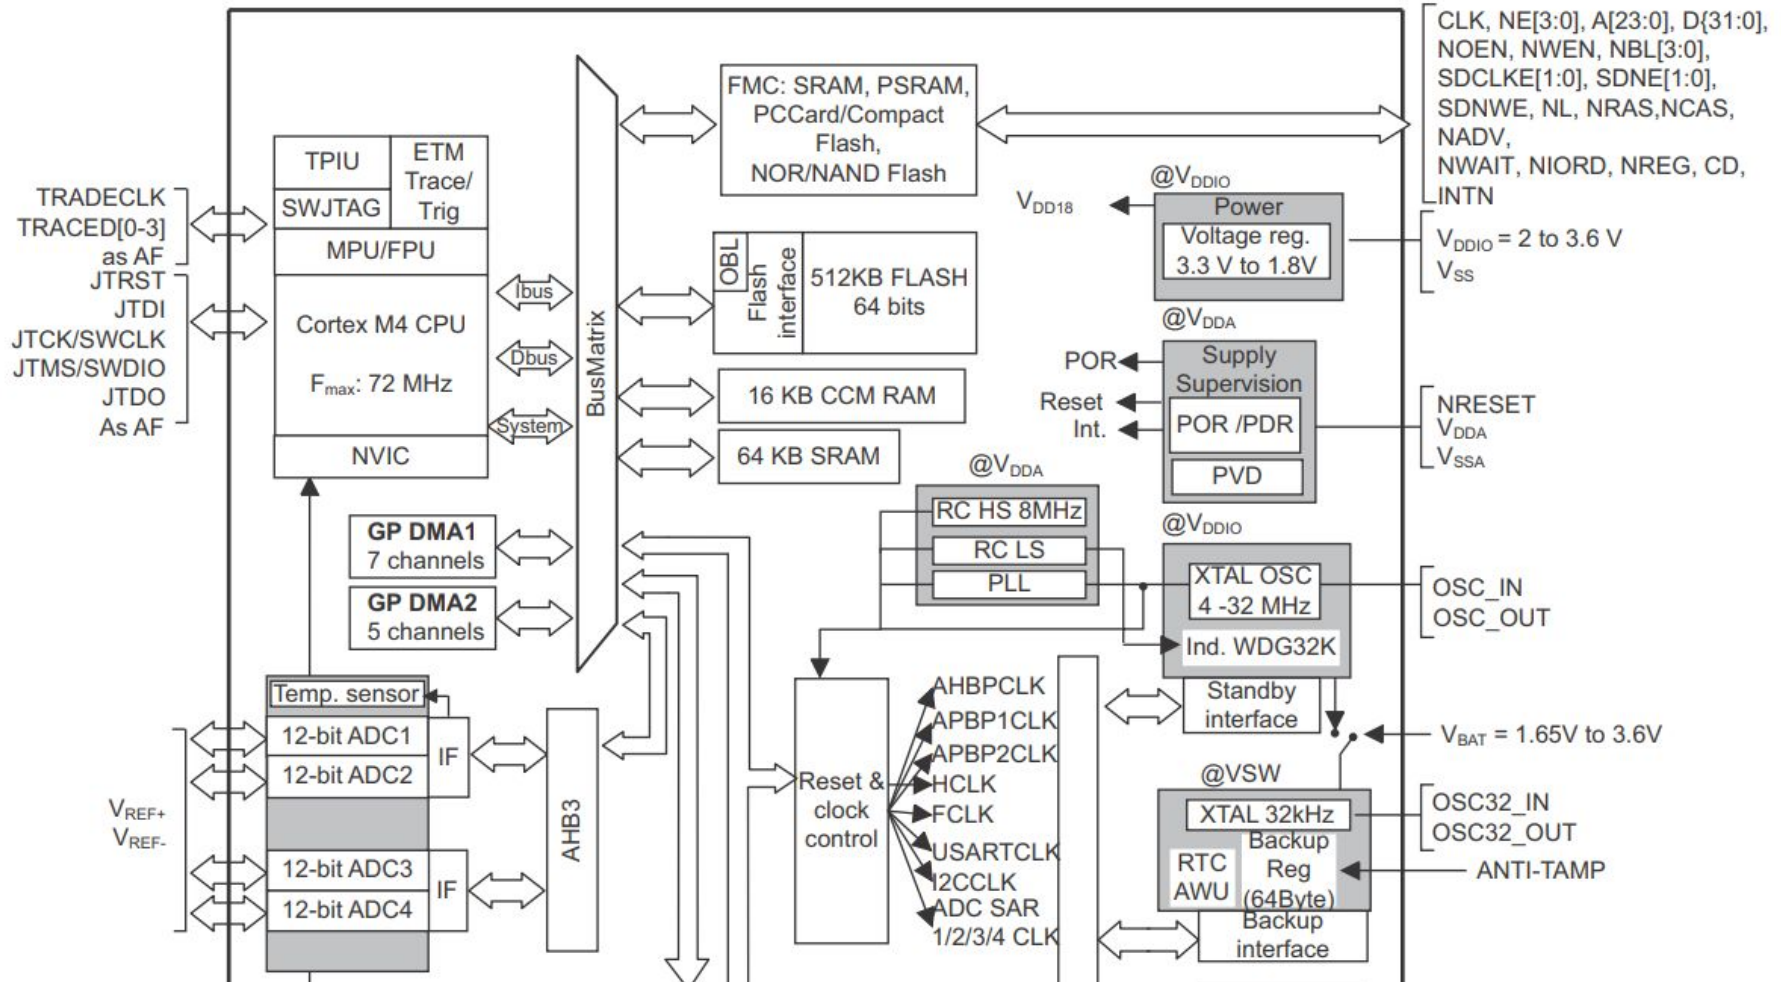 TPIU
ETM
Trace/
Trig
SWJTAG
MPU/FPU
Cortex M4 CPU
Fmax: 72 MHz
NVIC
TRADECLK
TRACED[0-3]
as AF
JTRST
JTDI
JTCK/SWCLK
JTMS/SWDIO
JTDO
As AF
Ibus
Dbus
System
BusMatrix
GP DMA1
7 channels
GP DMA2
5 channels
FMC: SRAM, PSRAM,
PCCard/Compact
Flash,
NOR/NAND Flash
OBL
Flash
interface
512KB FLASH
64 bits
16 KB CCM RAM
64 KB SRAM
CLK, NE[3:0], A[23:0], D{31:0],
NOEN, NWEN, NBL[3:0],
SDCLKE[1:0], SDNE[1:0],
SDNWE, NL, NRAS,NCAS,
NADV,
NWAIT, NIORD, NREG, CD,
INTN
@VDDIO
VDD18
Power
Voltage reg.
3.3 V to 1.8V
VDDIO = 2 to 3.6 V
VSS
@VDDA
POR
Reset
Int.
Supply
Supervision
POR /PDR
PVD
NRESET
VDDA
VSSA
@VDDA
RC HS 8MHz
RC LS
PLL
@VDDIO
XTAL OSC
4 -32 MHz
Ind. WDG32K
OSC_IN
OSC_OUT
Standby
interface
VBAT = 1.65V to 3.6V
@VSW
XTAL 32kHz
RTC
AWU
Backup
Reg
(64Byte)
OSC32_IN
OSC32_OUT
ANTI-TAMP
Backup
interface
Temp. sensor
12-bit ADC1
12-bit ADC2
IF
12-bit ADC3
12-bit ADC4
IF
VREF+
VREF-
AHB3
Reset &
clock
control
AHBPCLK
APBP1CLK
APBP2CLK
HCLK
FCLK
USARTCLK
I2CCLK
ADC SAR
1/2/3/4 CLK